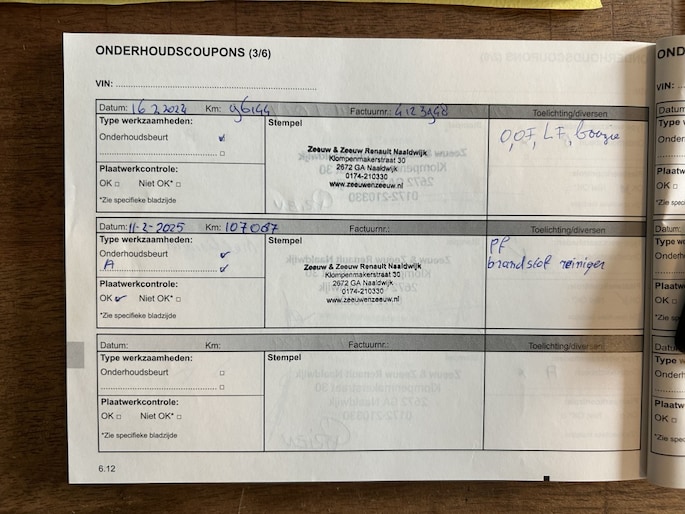 ONDERHOUDSCOUPONS (3/6)
VIN:
Datum: 16 2 2024 Km: 96144 Factuurnr.: Toelichting/diversen
Type werkzaamheden:
Onderhoudsbeurt
Stempel
Zeeuw & Zeeuw Renault Naaldwijk
Klompenmakerstraat 30
2672 GA Naaldwijk
0174-210330
www.zeeuwenzeeuw.nl
O,OF, LF, bougie
Plaatwerkcontrole:
OK Niet OK*
*Zie specifieke bladzijde
Datum: 11-2-2025 Km: 107067 Factuurnr.: Toelichting/diversen
Type werkzaamheden:
Onderhoudsbeurt
A
Stempel
Zeeuw & Zeeuw Renault Naaldwijk
Klompenmakerstraat 30
2672 GA Naaldwijk
0174-210330
www.zeeuwenzeeuw.nl
PF
brandstof reiniger
Plaatwerkcontrole:
OK Niet OK*
*Zie specifieke bladzijde
Datum: Km: Factuurnr.: Toelichting/diversen
Type werkzaamheden:
Onderhoudsbeurt
Stempel
Plaatwerkcontrole:
OK Niet OK*
*Zie specifieke bladzijde
6.12